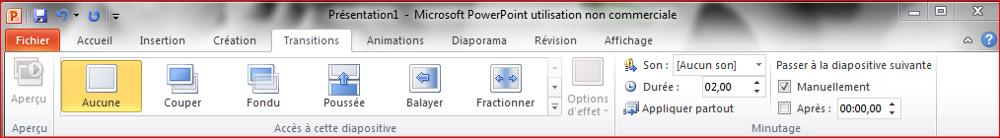 Présentation1 - Microsoft PowerPoint utilisation non commerciale
Fichier Accueil Insertion Création Transitions Animations Diaporama Révision Affichage
Aperçu
Aucune Couper Fondu Poussée Balayer Fractionner
Options d'effet
Son : [Aucun son]
Durée : 02,00
Appliquer partout
Passer à la diapositive suivante
Manuellement
Après : 00:00,00
Aperçu Accès à cette diapositive Minutage